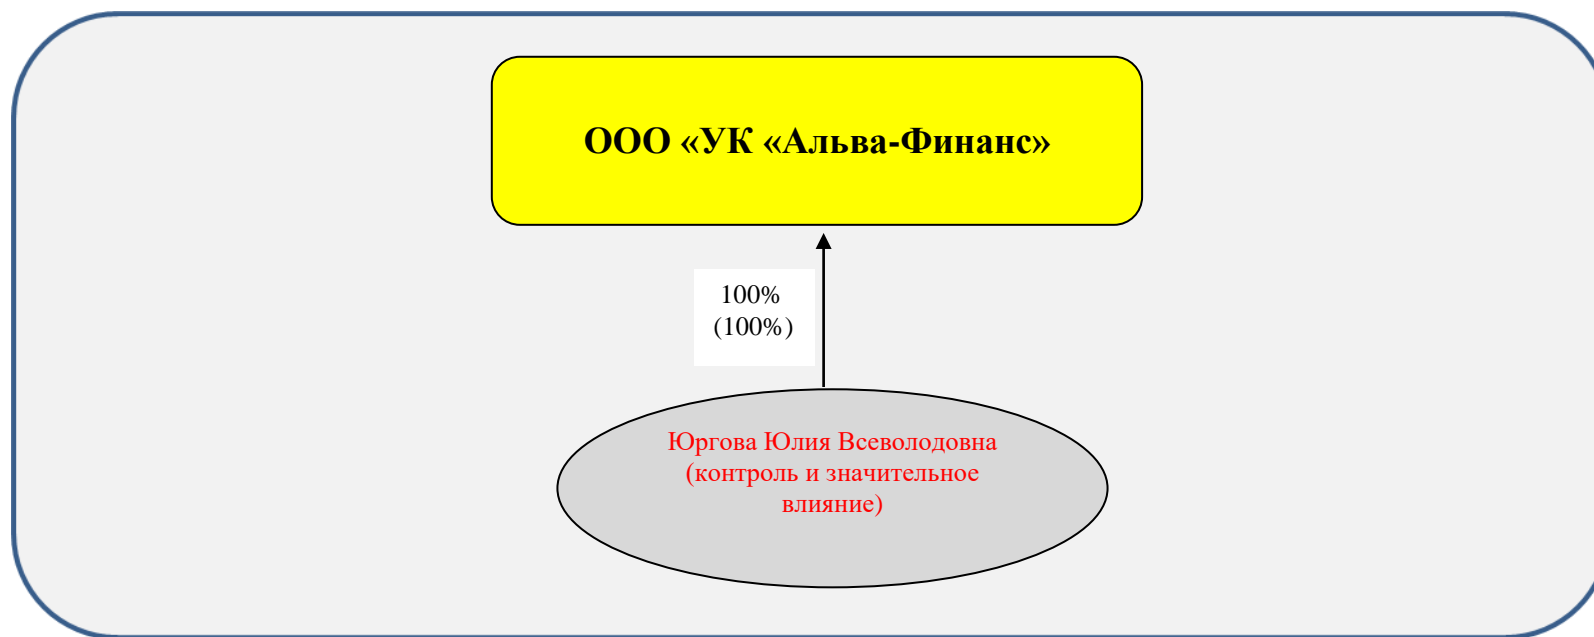 ООО «УК «Альва-Финанс»
100%
(100%)
Юргова Юлия Всеволодовна
(контроль и значительное
влияние)